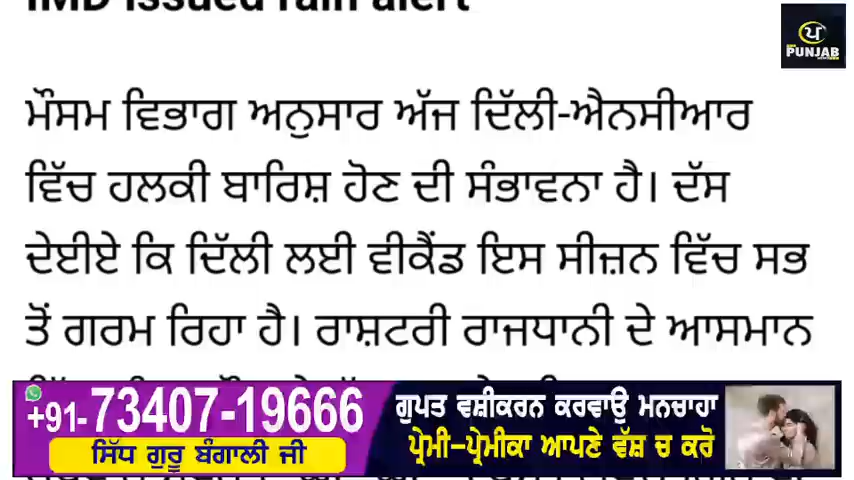 IMD issued rain alert
ਪ
PUNJAB
ਮੌਸਮ ਵਿਭਾਗ ਅਨੁਸਾਰ ਅੱਜ ਦਿੱਲੀ-ਐਨਸੀਆਰ
ਵਿੱਚ ਹਲਕੀ ਬਾਰਿਸ਼ ਹੋਣ ਦੀ ਸੰਭਾਵਨਾ ਹੈ। ਦੱਸ
ਦੇਈਏ ਕਿ ਦਿੱਲੀ ਲਈ ਵੀਕੈਂਡ ਇਸ ਸੀਜ਼ਨ ਵਿੱਚ ਸਭ
ਤੋਂ ਗਰਮ ਰਿਹਾ ਹੈ। ਰਾਸ਼ਟਰੀ ਰਾਜਧਾਨੀ ਦੇ ਆਸਮਾਨ
+91-73407-19666
ਸਿੱਧ ਗੁਰੂ ਬੰਗਾਲੀ ਜੀ
ਗੁਪਤ ਵਸ਼ੀਕਰਨ ਕਰਵਾਉ ਮਨਚਾਹਾ
ਪ੍ਰੇਮੀ-ਪ੍ਰੇਮੀਕਾ ਆਪਣੇ ਵੱਸ਼ ਚ ਕਰੋ